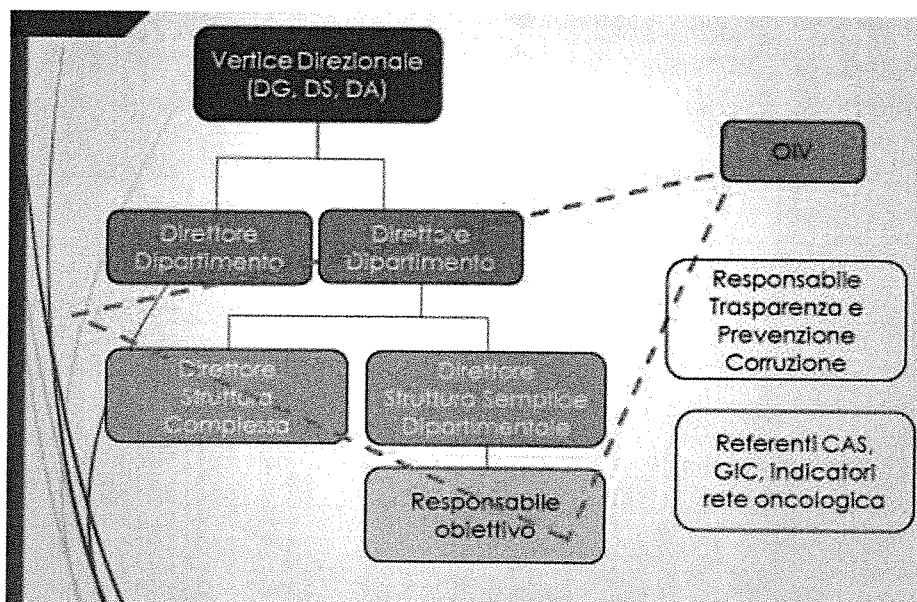 Vertice Direzionale
(DG, DS, DA)
OIV
Direttore
Dipartimento
Direttore
Dipartimento
Responsabile
Trasparenza e
Prevenzione
Corruzione
Direttore
Struttura
Complessa
Direttore
Struttura Semplice
Dipartimentale
Referenti CAS,
GIC, indicatori
rete oncologica
Responsabile
obiettivo